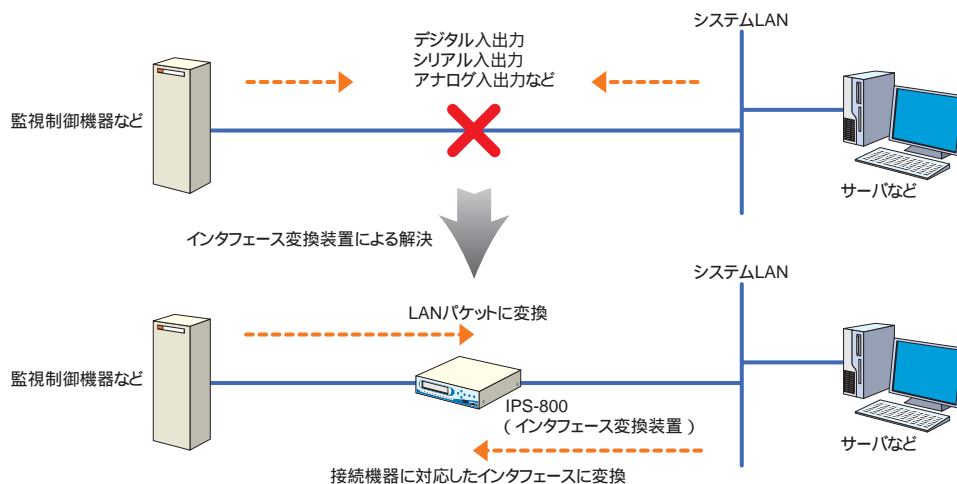 システムLAN
デジタル入出力
シリアル入出力
アナログ入出力など
監視制御機器など
サーバなど
インタフェース変換装置による解決
システムLAN
LANパケットに変換
監視制御機器など
IPS-800
（インタフェース変換装置）
サーバなど
接続機器に対応したインタフェースに変換